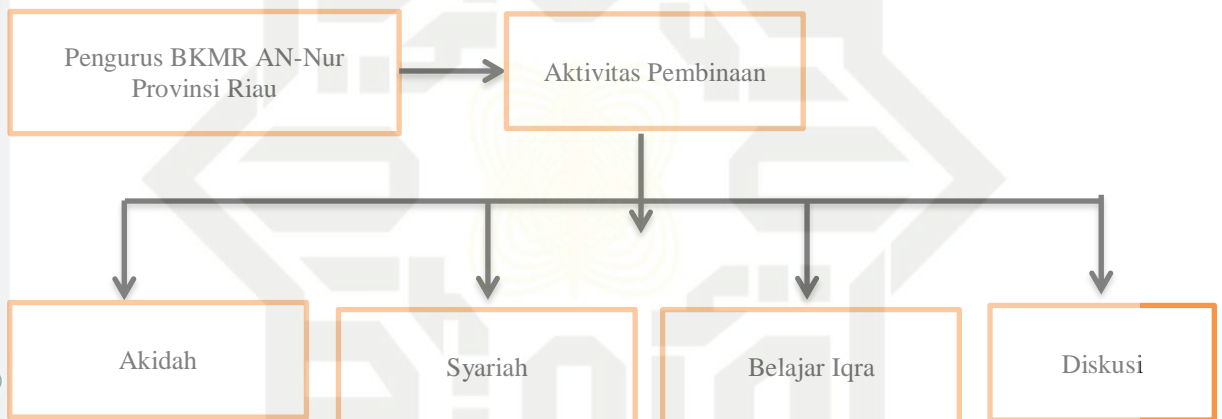 Pengurus BKMR AN-Nur
Provinsi Riau
Aktivitas Pembinaan
Akidah
Syariah
Belajar Iqra
Diskusi